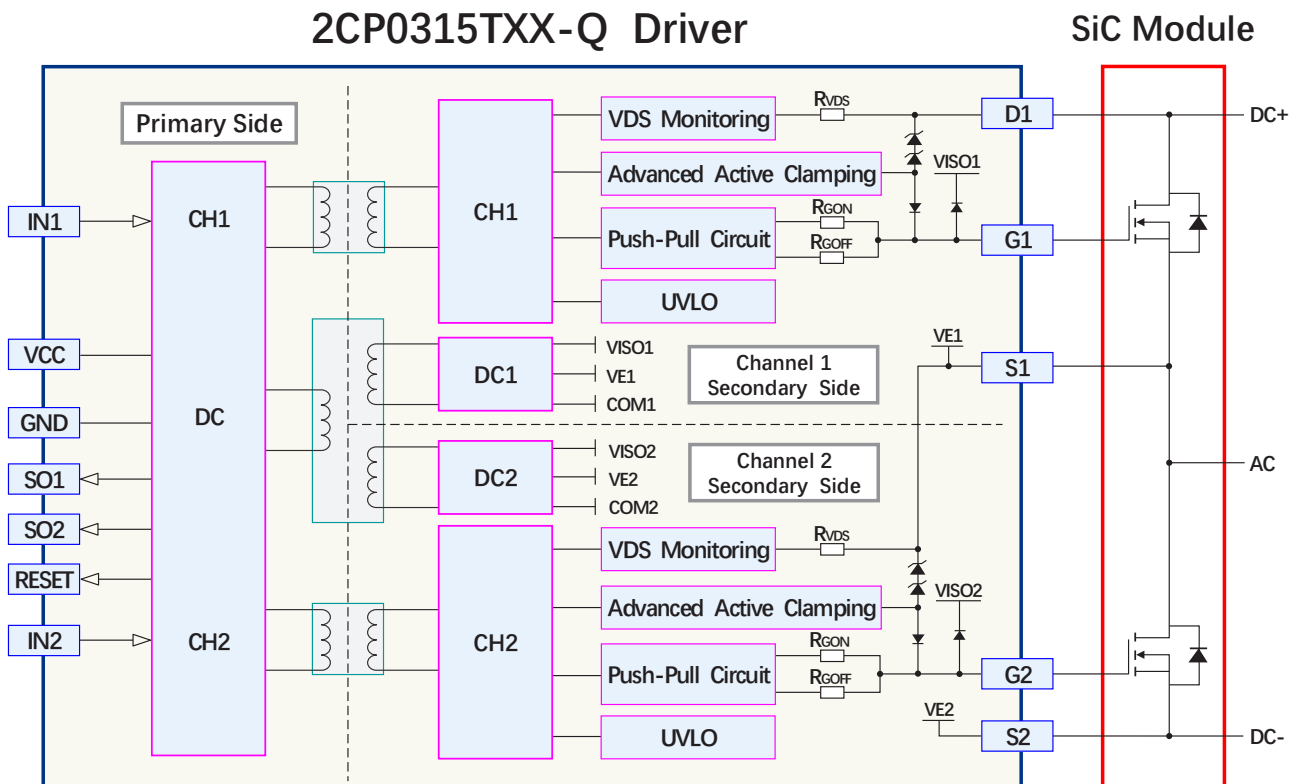 2CP0315TXX-Q Driver
SiC Module
Primary Side
IN1
VCC
GND
SO1
SO2
RESET
IN2
CH1
DC
CH2
CH1
VDS Monitoring
RVDS
Advanced Active Clamping
VISO1
Push-Pull Circuit
RGON
RGOFF
UVLO
DC1
VISO1
VE1
COM1
Channel 1
Secondary Side
VE1
DC2
VISO2
VE2
COM2
Channel 2
Secondary Side
CH2
VDS Monitoring
RVDS
Advanced Active Clamping
VISO2
Push-Pull Circuit
RGON
RGOFF
UVLO
VE2
D1
G1
S1
G2
S2
DC+
AC
DC-